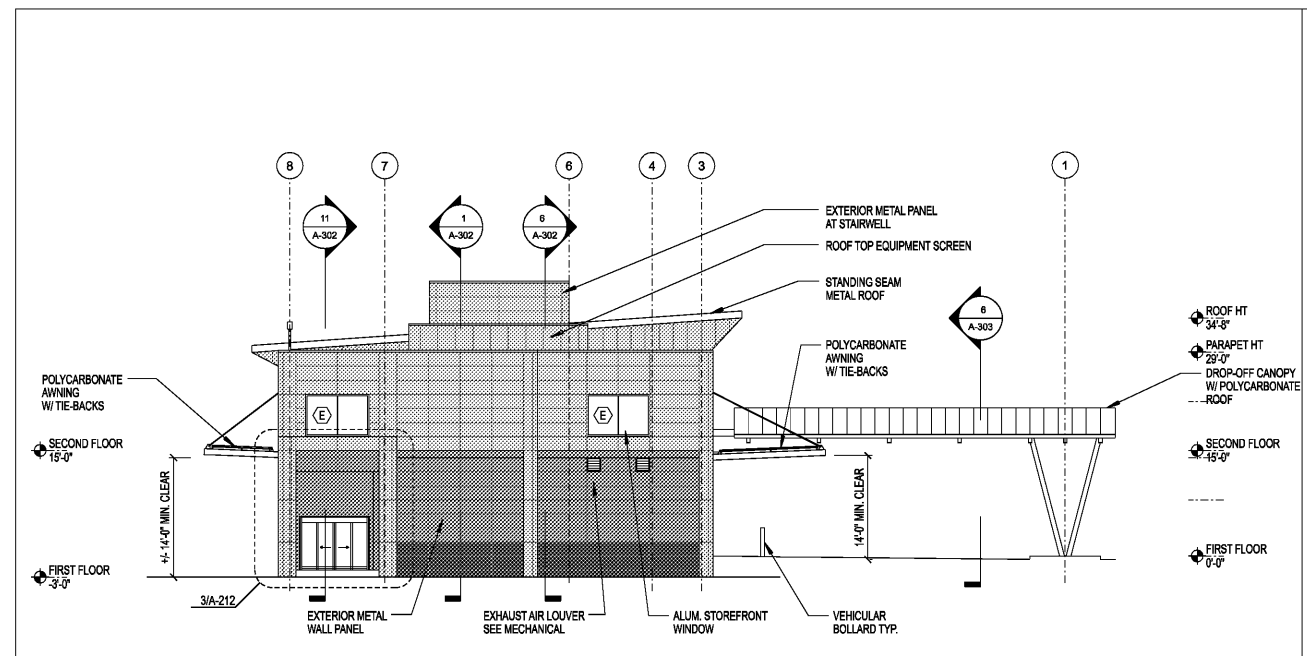 8
7
6
4
3
1
11
A-302
1
A-302
6
A-302
EXTERIOR METAL PANEL
AT STAIRWELL
ROOF TOP EQUIPMENT SCREEN
STANDING SEAM
METAL ROOF
6
A-303
ROOF HT
34'-8"
PARAPET HT
29'-0"
POLYCARBONATE
AWNING
W/ TIE-BACKS
DROP-OFF CANOPY
W/ POLYCARBONATE
ROOF
POLYCARBONATE
AWNING
W/ TIE-BACKS
E
E
SECOND FLOOR
15'-0"
SECOND FLOOR
15'-0"
+/- 14'-0" MIN. CLEAR
14'-0" MIN. CLEAR
FIRST FLOOR
-3'-0"
FIRST FLOOR
0'-0"
3/A-212
EXTERIOR METAL
WALL PANEL
EXHAUST AIR LOUVER
SEE MECHANICAL
ALUM. STOREFRONT
WINDOW
VEHICULAR
BOLLARD TYP.